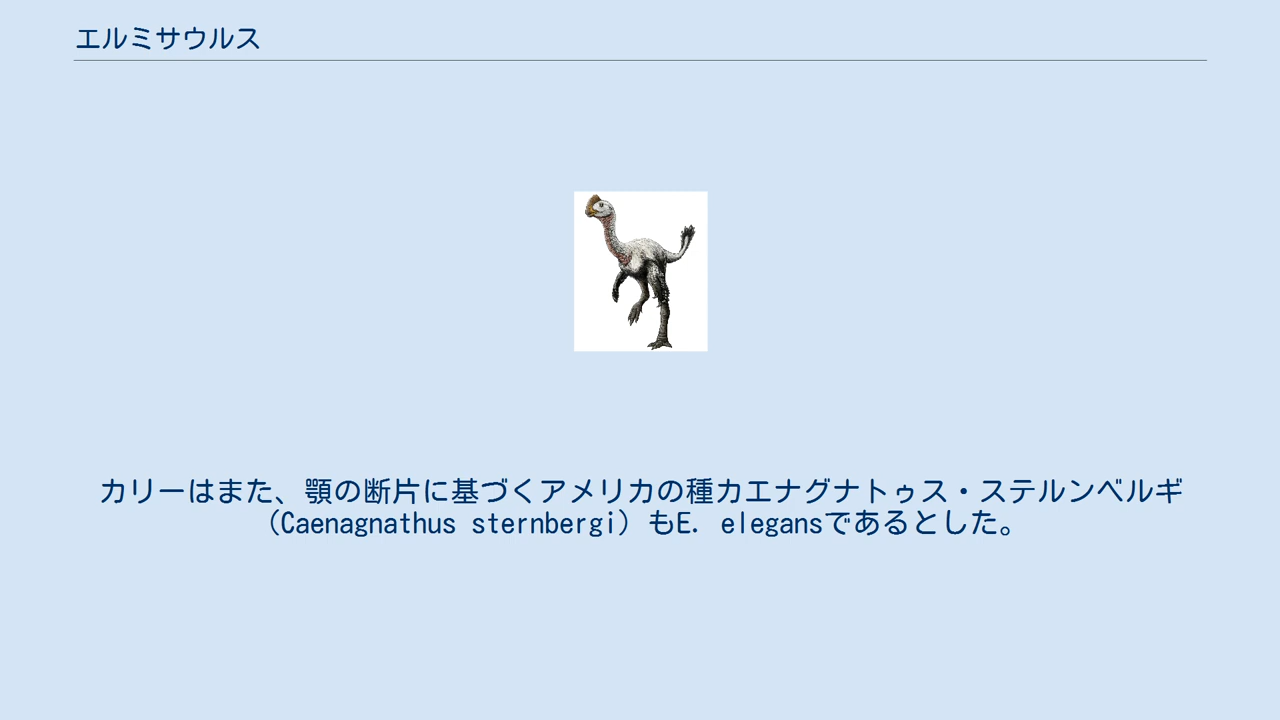 エルミサウルス
カリーはまた、顎の断片に基づくアメリカの種カエナグナトゥス・ステルンベルギ
（Caenagnathus sternbergi）もE. elegansであるとした。